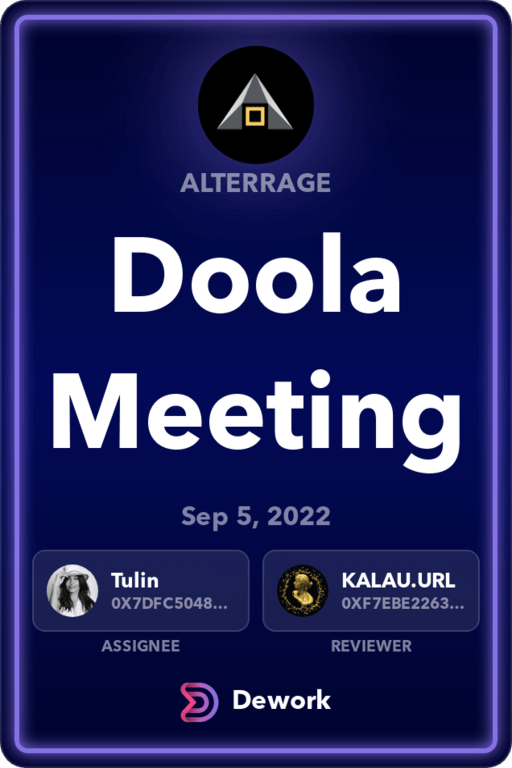 ALTERRAGE
Doola
Meeting
Sep 5, 2022
Tulin
0X7DFC5048...
ASSIGNEE
KALAU.URL
0XF7EBE2263...
REVIEWER
Dework